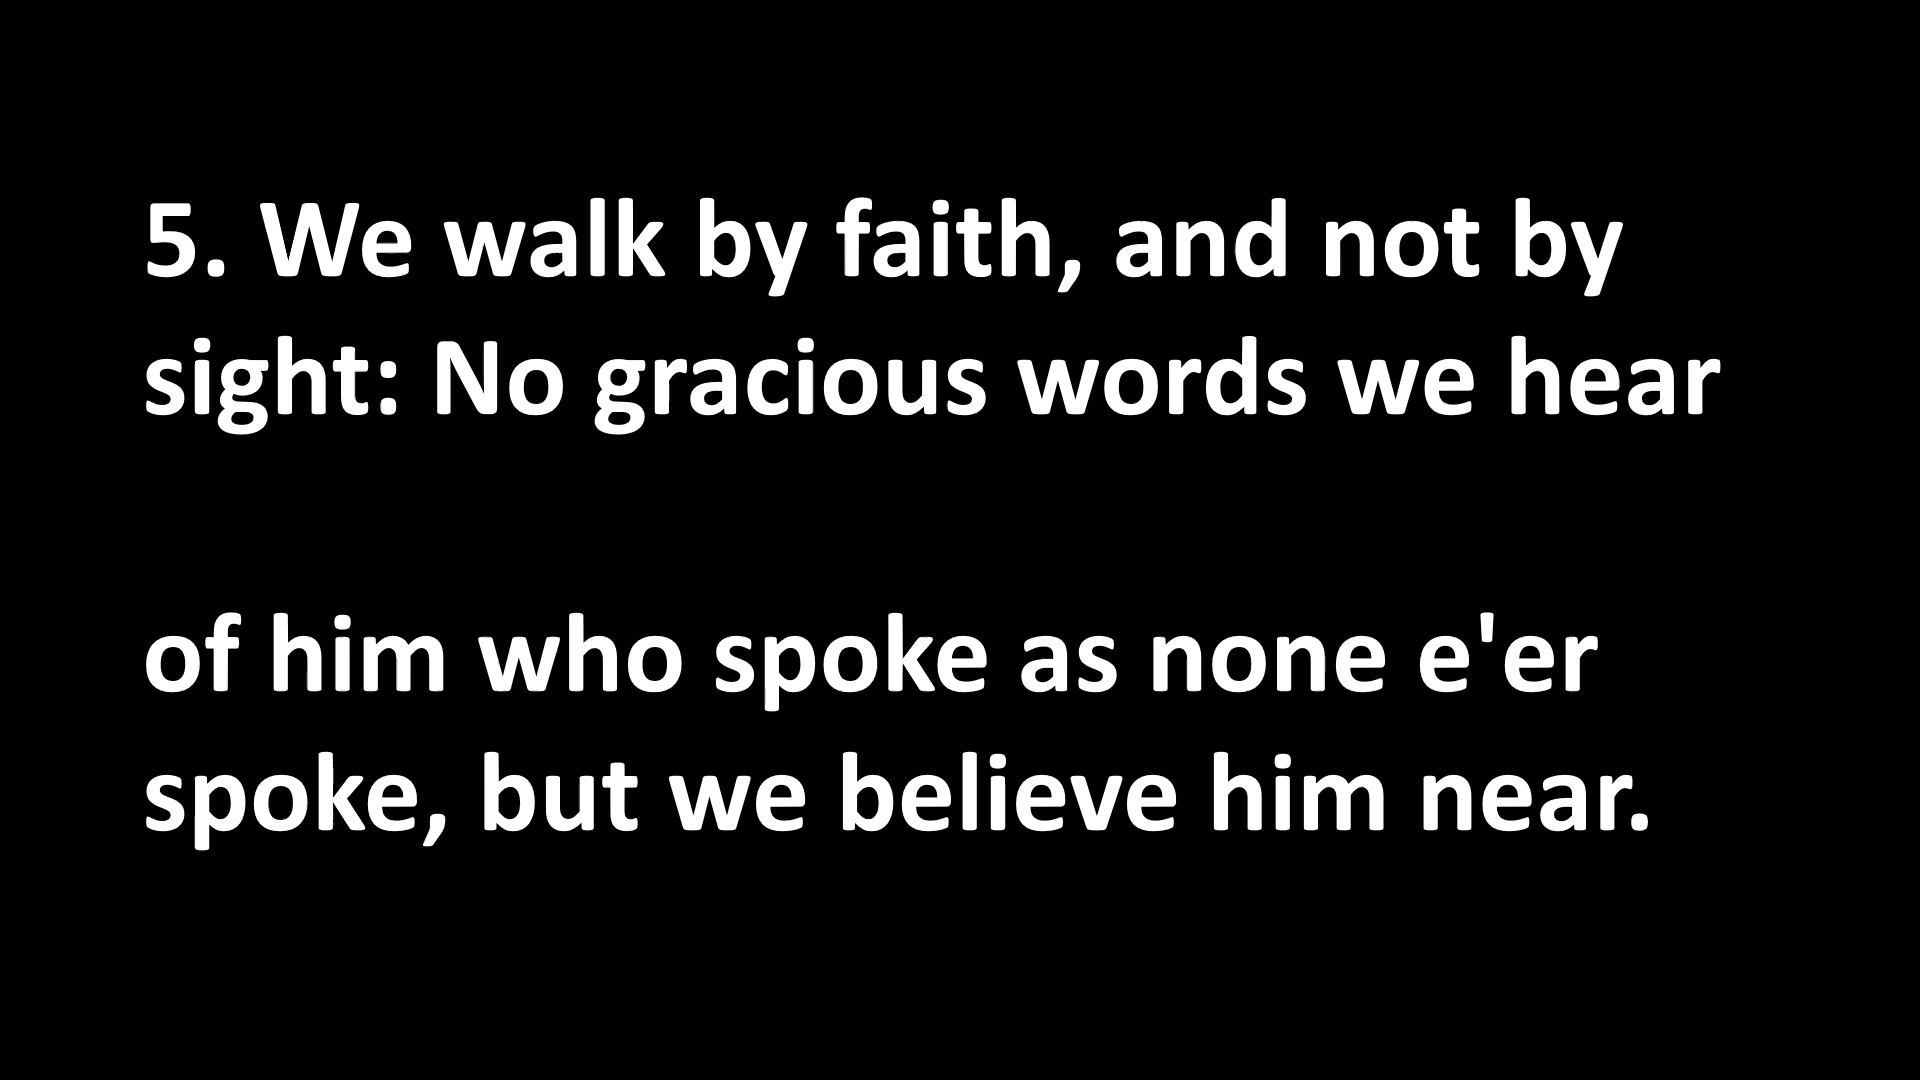 5. We walk by faith, and not by
sight: No gracious words we hear
of him who spoke as none e'er
spoke, but we believe him near.